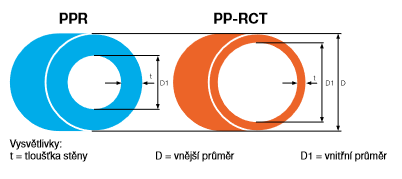 PPR PP-RCT
t D1 t D1 D
Vysvětlivky:
t = tloušťka stěny D = vnější průměr D1 = vnitřní průměr